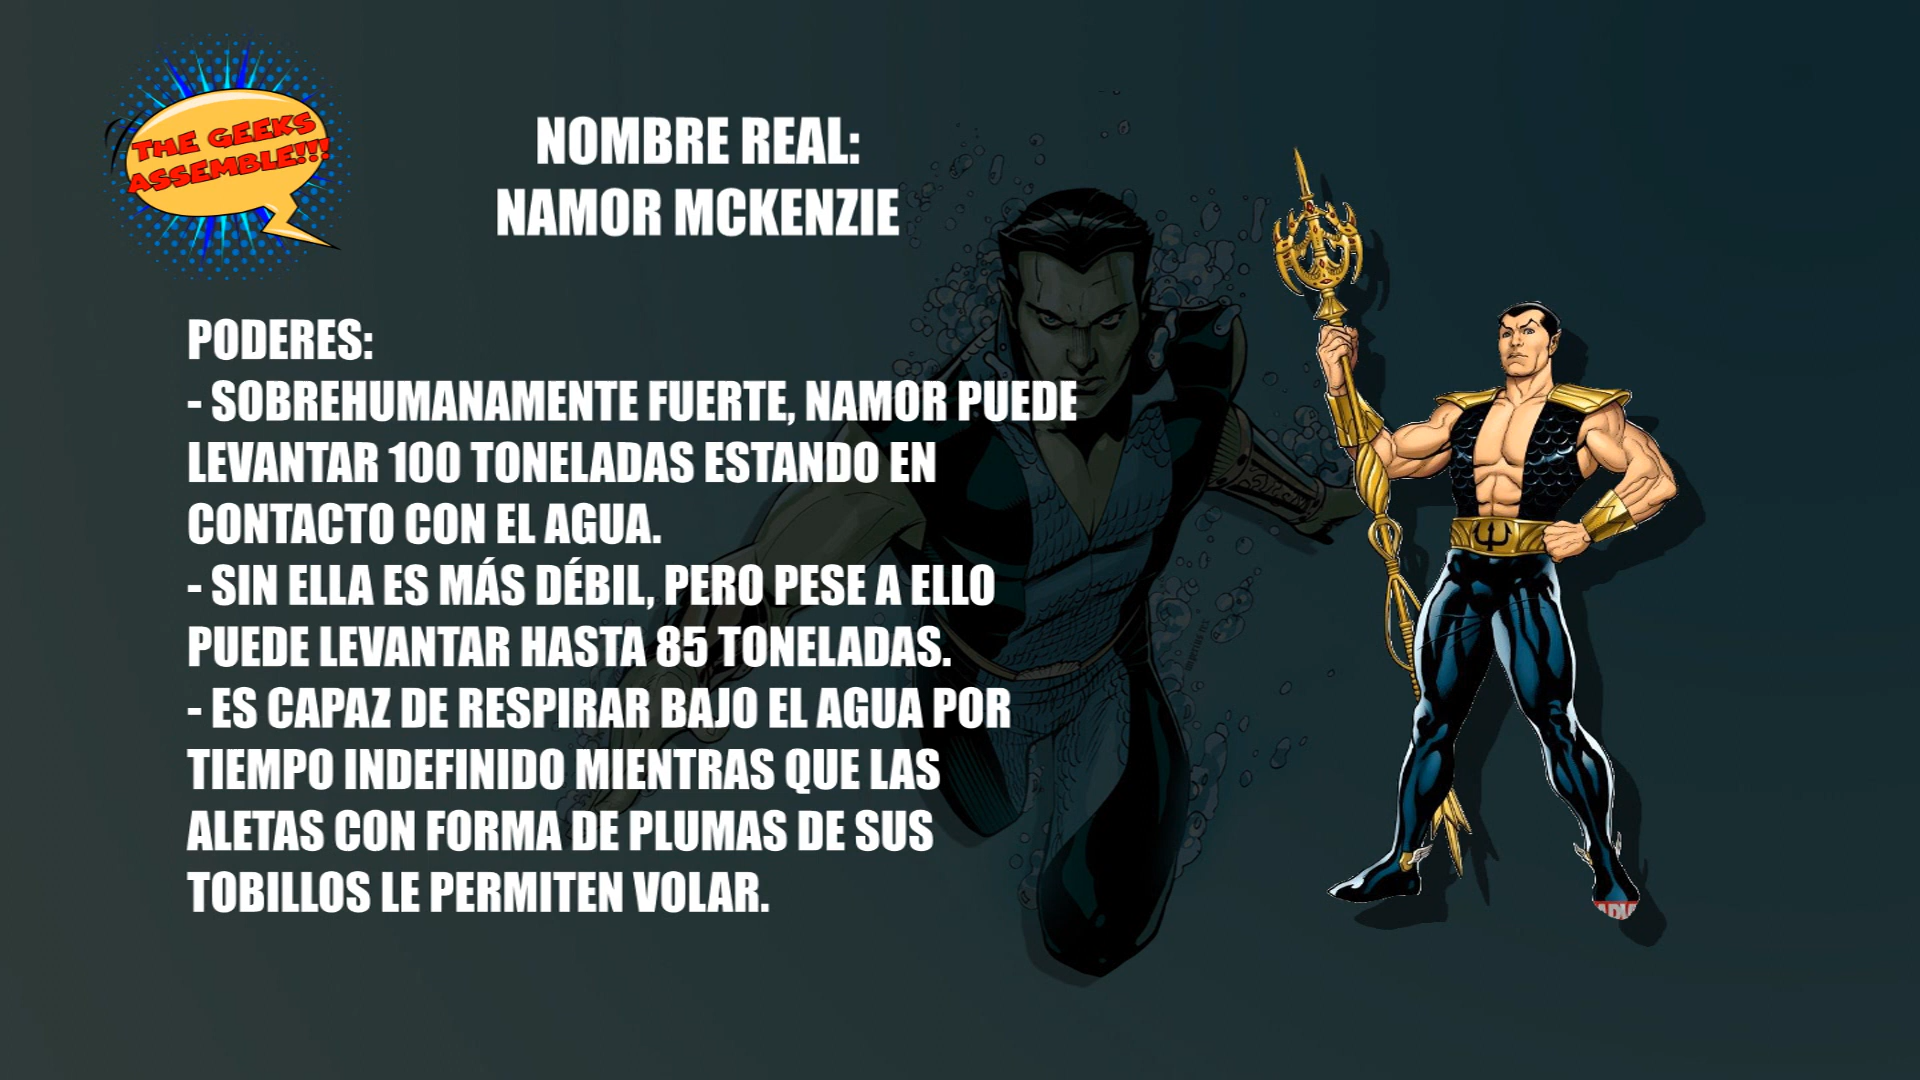 THE GEEKS
ASSEMBLE!!!
NOMBRE REAL:
NAMOR MCKENZIE
PODERES:
- SOBREHUMANAMENTE FUERTE, NAMOR PUEDE
LEVANTAR 100 TONELADAS ESTANDO EN
CONTACTO CON EL AGUA.
- SIN ELLA ES MÁS DÉBIL, PERO PESE A ELLO
PUEDE LEVANTAR HASTA 85 TONELADAS.
- ES CAPAZ DE RESPIRAR BAJO EL AGUA POR
TIEMPO INDEFINIDO MIENTRAS QUE LAS
ALETAS CON FORMA DE PLUMAS DE SUS
TOBILLOS LE PERMITEN VOLAR.